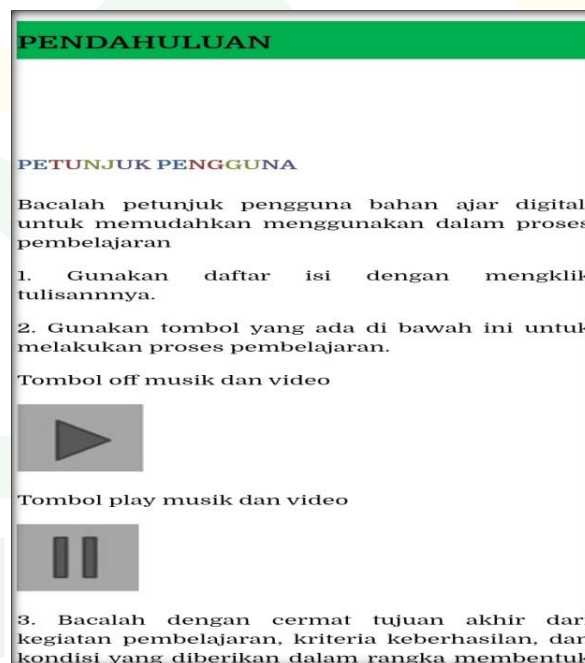 PENDAHULUAN
PETUNJUK PENGGUNA
Bacalah petunjuk pengguna bahan ajar digital
untuk memudahkan menggunakan dalam proses
pembelajaran
1. Gunakan daftar isi dengan mengklik
tulisannnya.
2. Gunakan tombol yang ada di bawah ini untuk
melakukan proses pembelajaran.
Tombol off musik dan video
Tombol play musik dan video
3. Bacalah dengan cermat tujuan akhir dari
kegiatan pembelajaran, kriteria keberhasilan, dan
kondisi yang diberikan dalam rangka membentuk